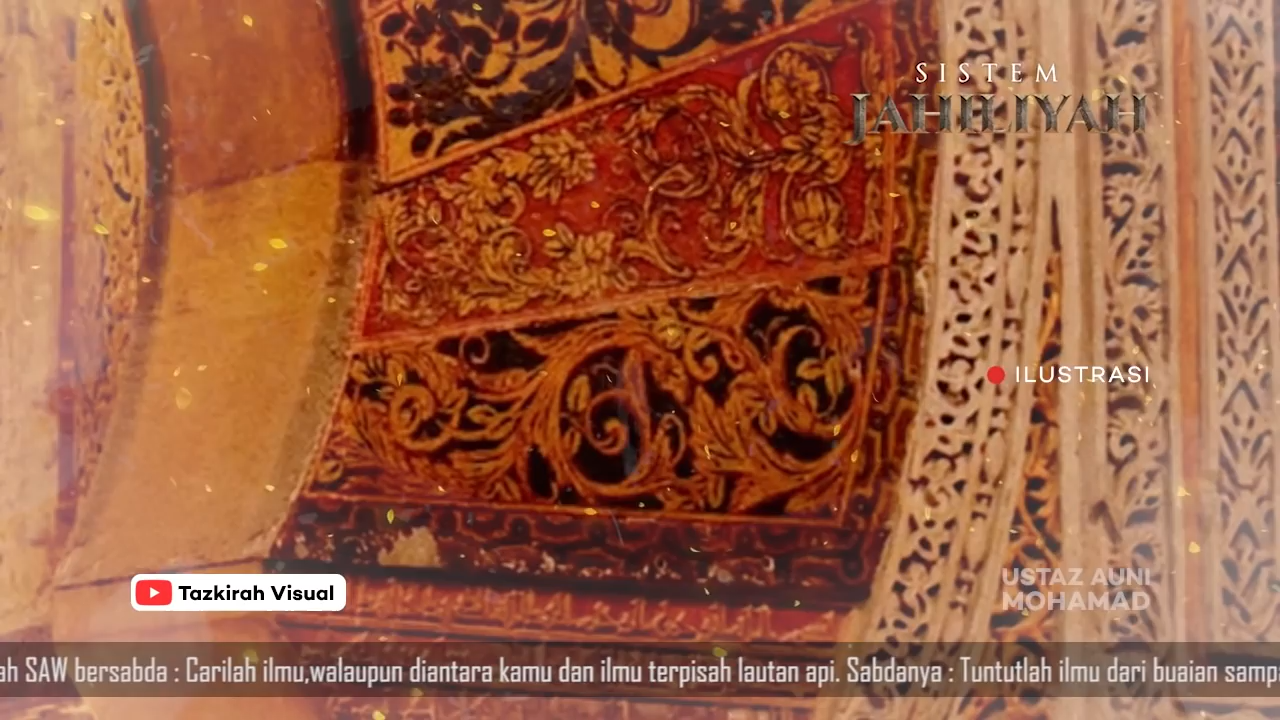 SISTEM
JAHILIYAH
ILUSTRASI
Tazkirah Visual
USTAZ AUNI
MOHAMAD
ah SAW bersabda : Carilah ilmu,walaupun diantara kamu dan ilmu terpisah lautan api. Sabdanya : Tuntutlah ilmu dari buaian sampa